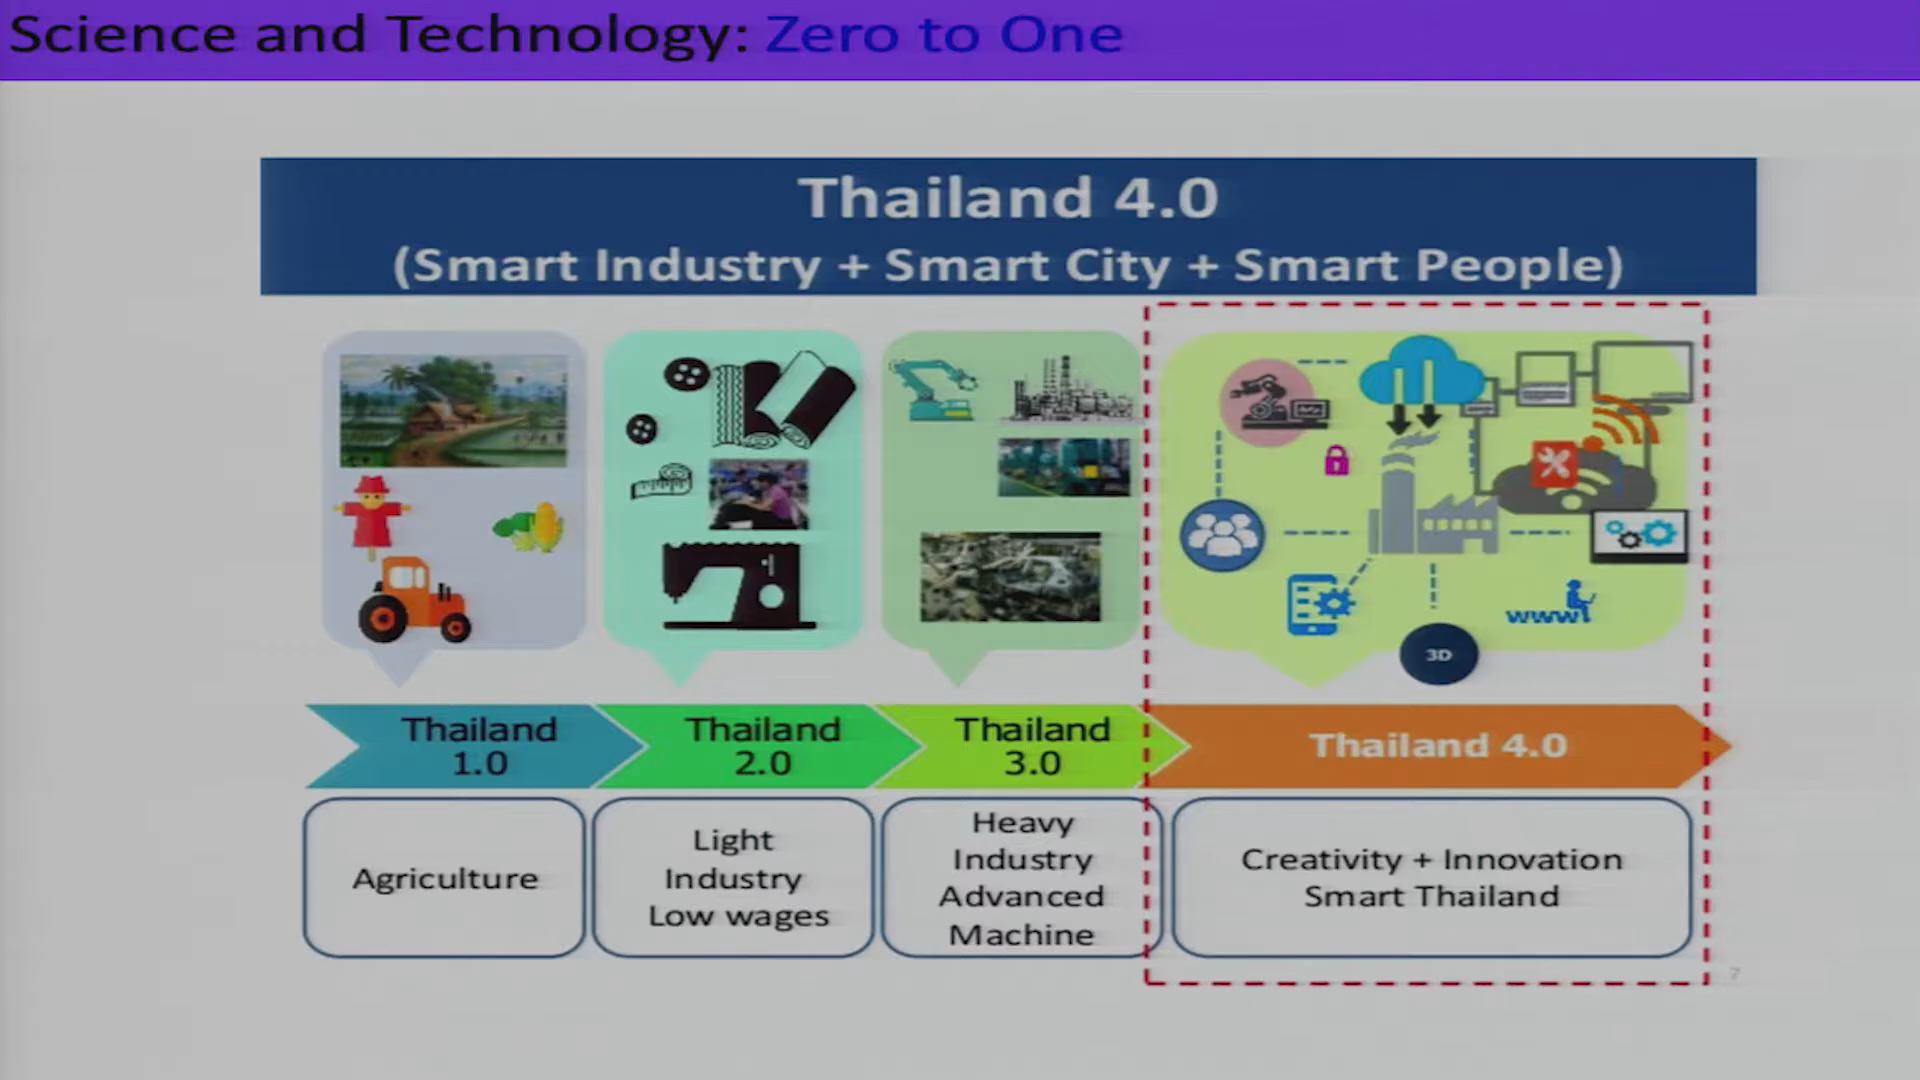 Science and Technology: Zero to One
Thailand 4.0
(Smart Industry + Smart City + Smart People)
www
3D
Thailand
1.0
Thailand
2.0
Thailand
3.0
Thailand 4.0
Agriculture
Light
Industry
Low wages
Heavy
Industry
Advanced
Machine
Creativity + Innovation
Smart Thailand
7